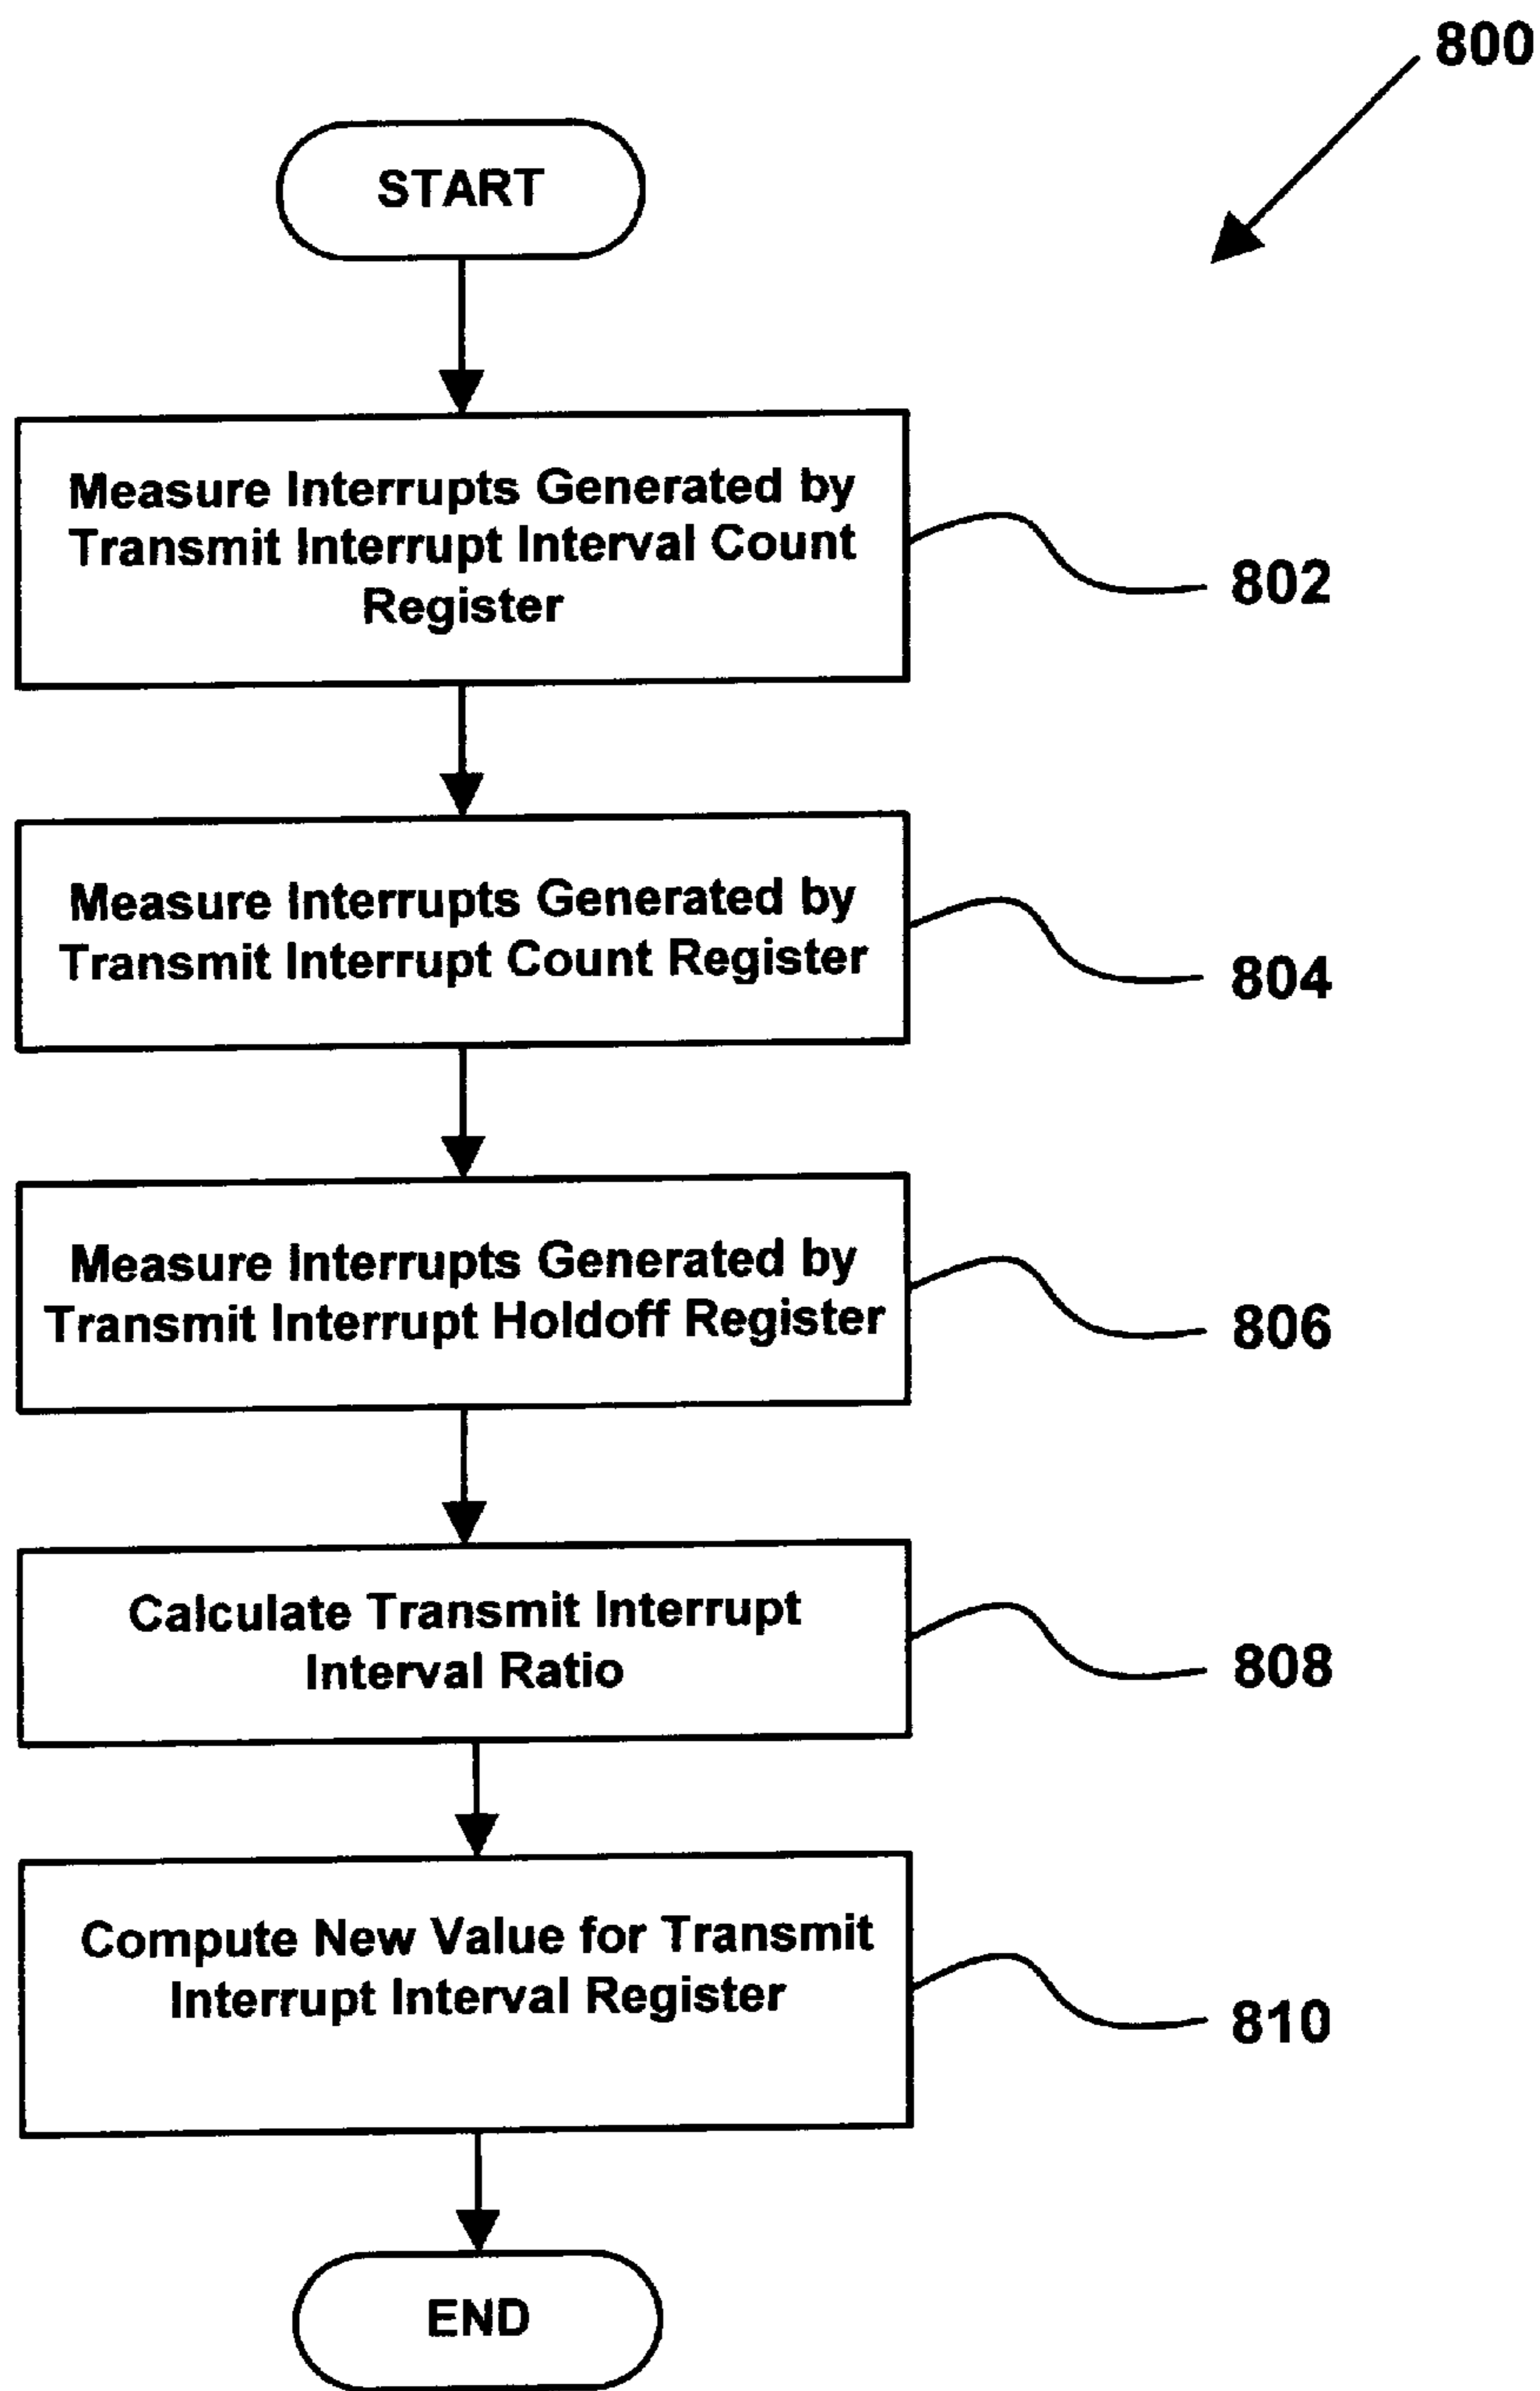 800
START
Measure Interrupts Generated by
Transmit Interrupt Interval Count
Register
802
Measure Interrupts Generated by
Transmit Interrupt Count Register
804
Measure Interrupts Generated by
Transmit Interrupt Holdoff Register
806
Calculate Transmit Interrupt
Interval Ratio
808
Compute New Value for Transmit
Interrupt Interval Register
810
END